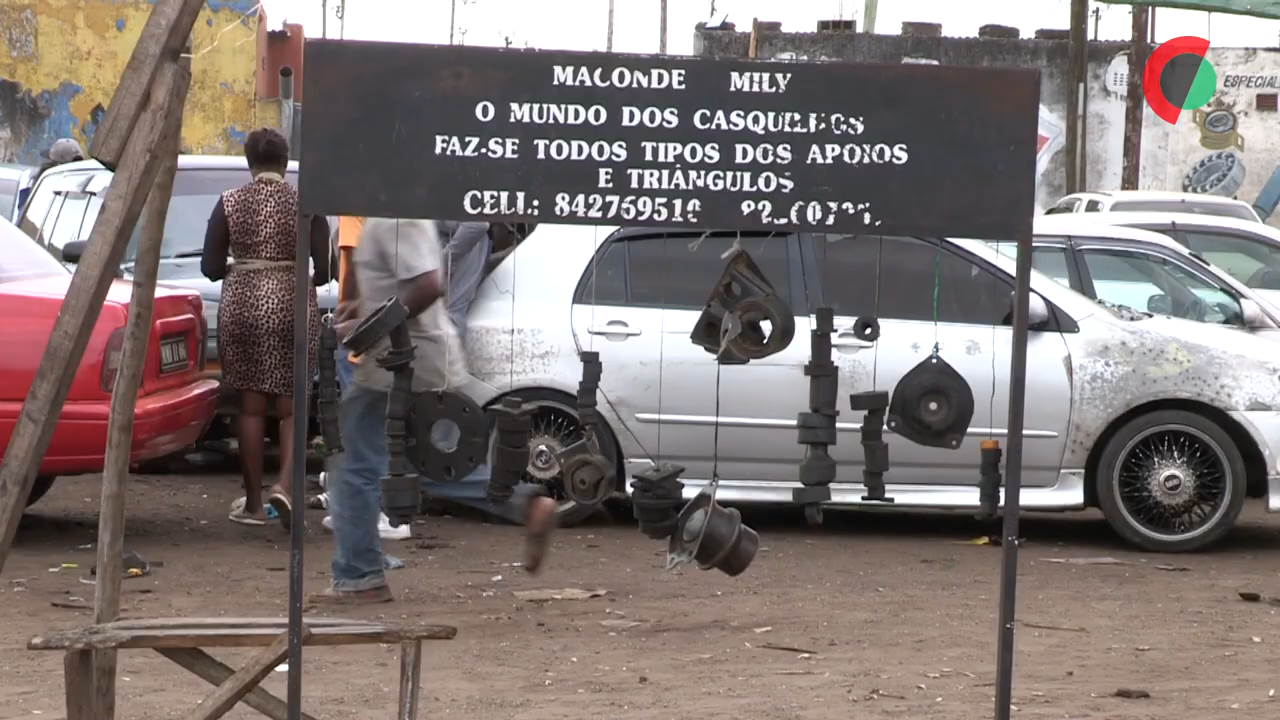 MACONDE MILY
O MUNDO DOS CASQUILHOS
FAZ-SE TODOS TIPOS DOS APOIOS
E TRIÂNGULOS
CELL: 842769510
ESPECIAL